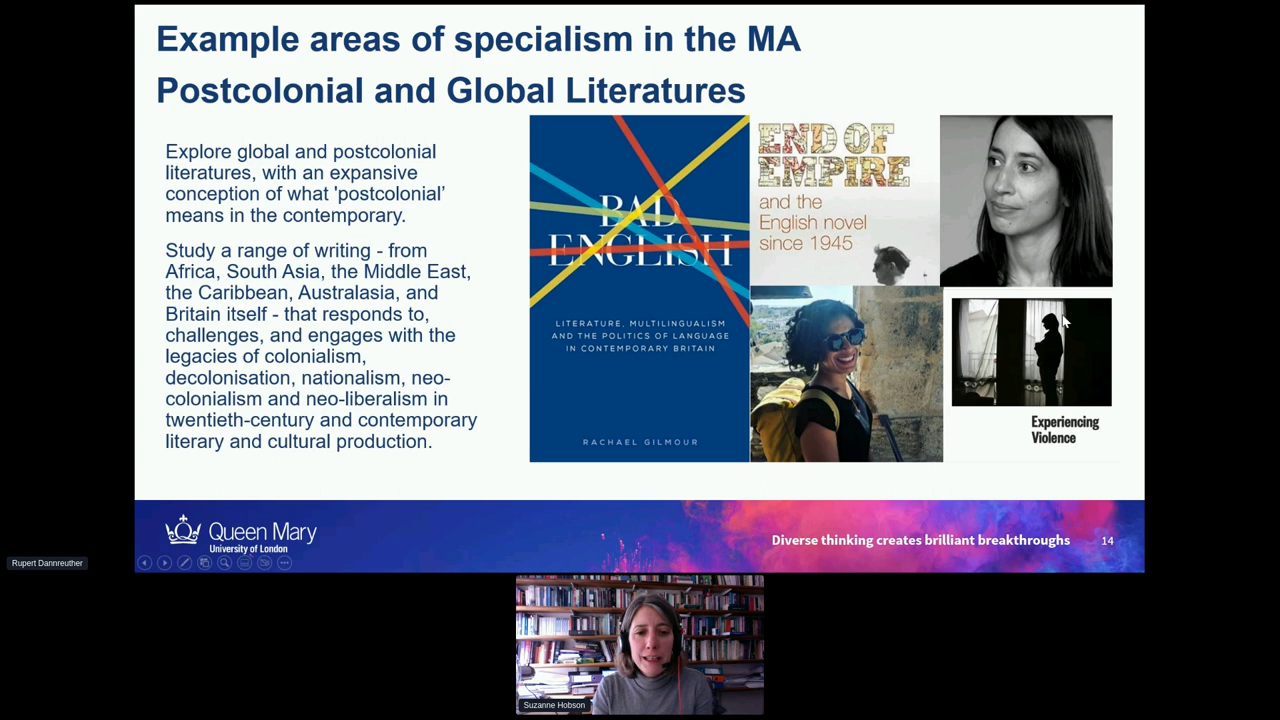 Example areas of specialism in the MA
Postcolonial and Global Literatures
Explore global and postcolonial
literatures, with an expansive
conception of what 'postcolonial’
means in the contemporary.
Study a range of writing - from
Africa, South Asia, the Middle East,
the Caribbean, Australasia, and
Britain itself - that responds to,
challenges, and engages with the
legacies of colonialism,
decolonisation, nationalism, neo-
colonialism and neo-liberalism in
twentieth-century and contemporary
literary and cultural production.
BAD
ENGLISH
LITERATURE, MULTILINGUALISM
AND THE POLITICS OF LANGUAGE
IN CONTEMPORARY BRITAIN
RACHAEL GILMOUR
END OF
EMPIRE
and the
English novel
since 1945
Experiencing
Violence
Queen Mary
University of London
Diverse thinking creates brilliant breakthroughs
14
Rupert Dannreuther
Suzanne Hobson